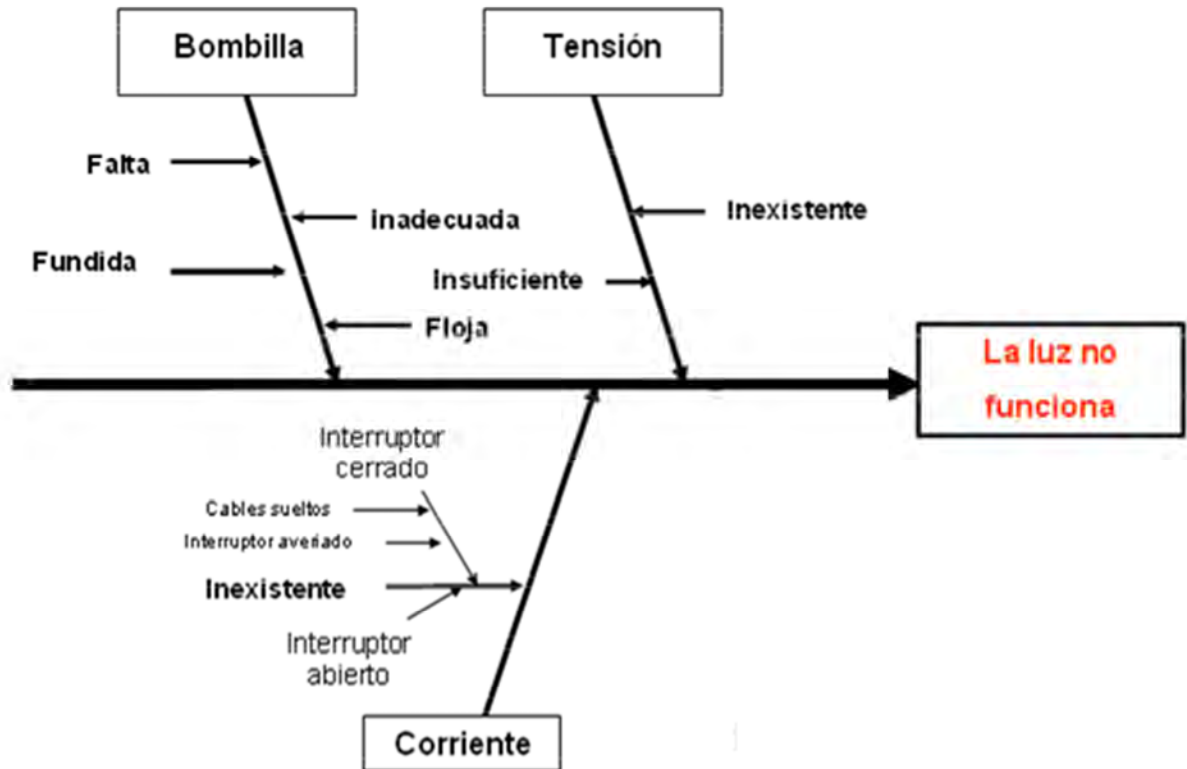 Bombilla
Tensión
Falta
inadecuada
Inexistente
Fundida
Insuficiente
Floja
La luz no
funciona
Interruptor
cerrado
Cables sueltos
Interruptor averiado
Inexistente
Interruptor
abierto
Corriente